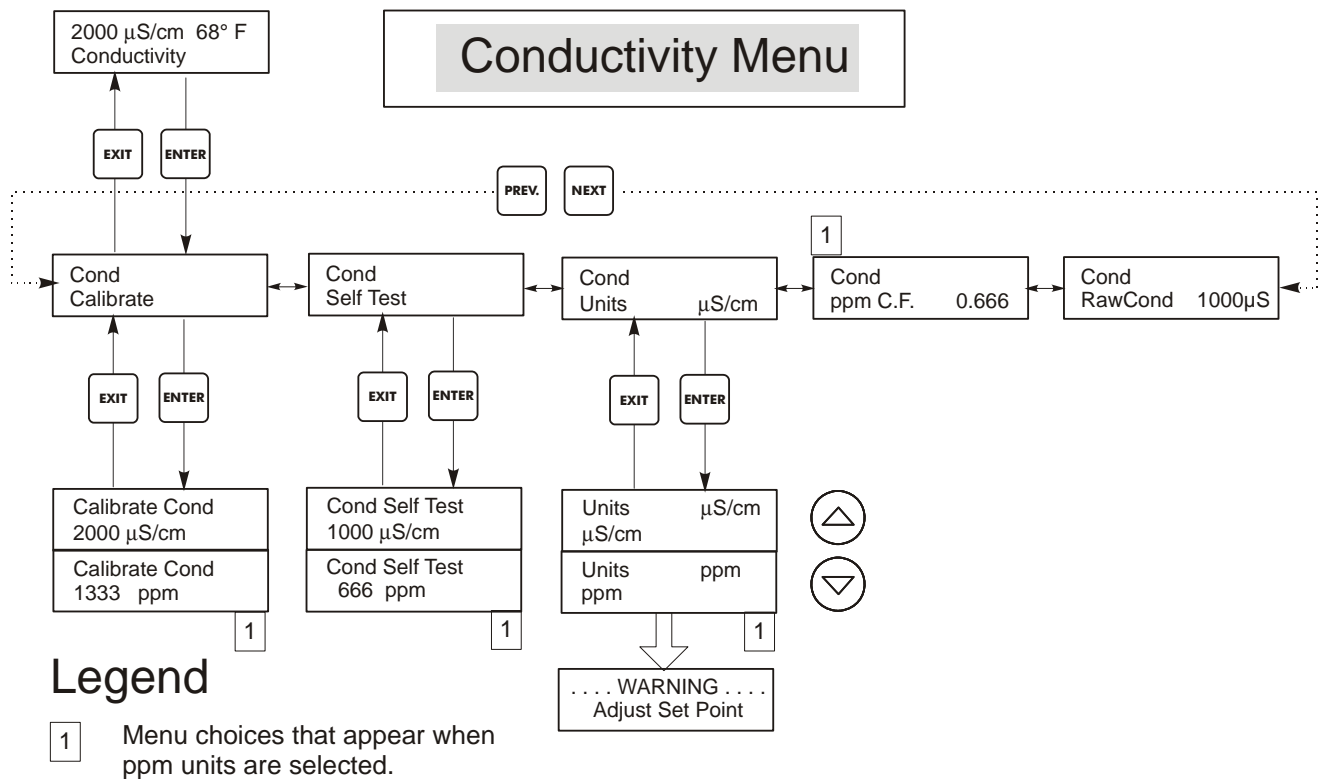 2000 μS/cm 68° F
Conductivity
Conductivity Menu
EXIT
ENTER
PREV.
NEXT
Cond
Calibrate
Cond
Self Test
Cond
Units μS/cm
1
Cond
ppm C.F. 0.666
Cond
RawCond 1000μS
EXIT
ENTER
EXIT
ENTER
EXIT
ENTER
Calibrate Cond
2000 μS/cm
Calibrate Cond
1333 ppm
1
Cond Self Test
1000 μS/cm
Cond Self Test
666 ppm
1
Units μS/cm
μS/cm
Units ppm
ppm
1
. . . . WARNING . . . .
Adjust Set Point
Legend
1 Menu choices that appear when
ppm units are selected.